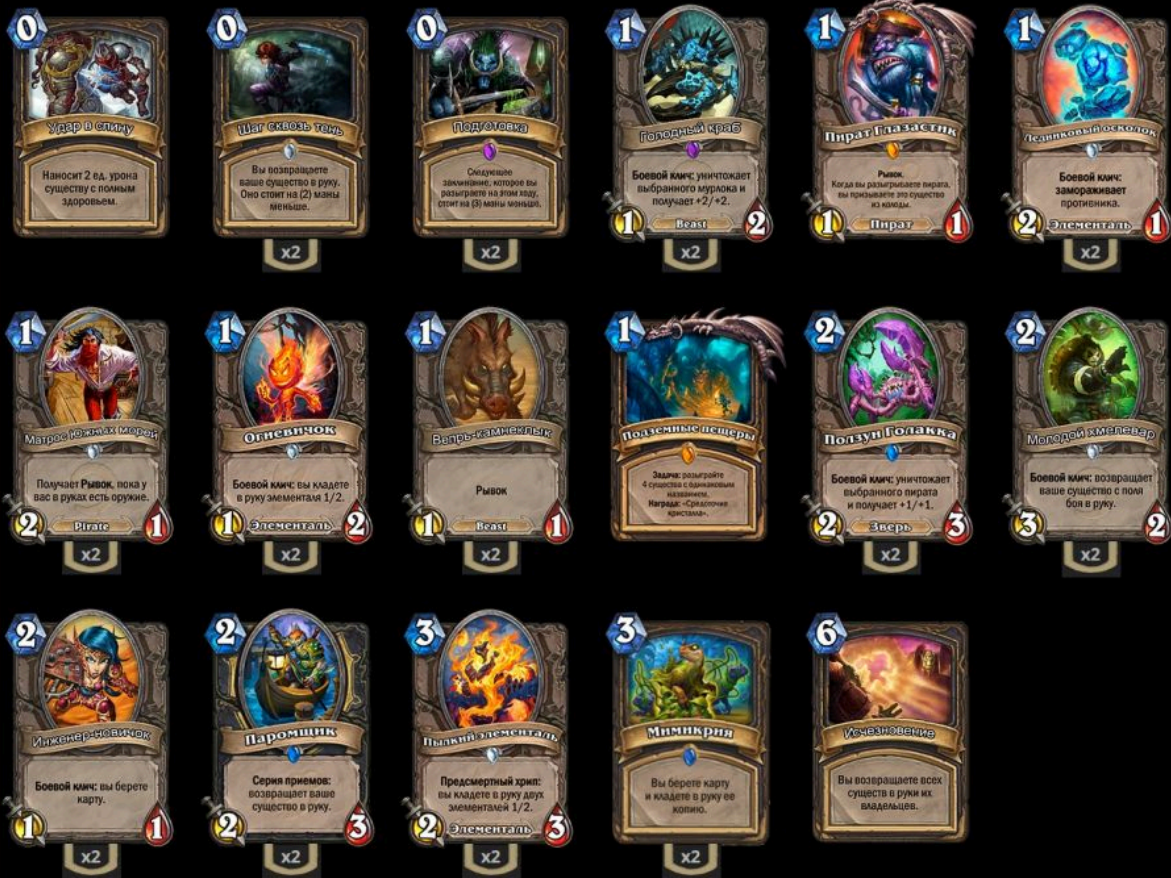 0
Удар в спину
Наносит 2 ед. урона
существу с полным
здоровьем.
0
Шаг сквозь тень
Вы возвращаете
ваше существо в руку.
Оно стоит на (2) маны
меньше.
x2
0
Подготовка
Следующее
заклинание, которое вы
разыграете на этом ходу,
стоит на (3) маны меньше.
x2
1
Голодный краб
Боевой клич: уничтожает
выбранного мурлока и
получает +2/+2.
1
Beast
2
x2
1
Пират Глазастик
Рывок.
Когда вы разыгрываете пирата,
вы призываете это существо
из колоды.
1
Пират
1
1
Ледниковый осколок
Боевой клич:
замораживает
противника.
2
Элементаль
1
x2
1
Матрос Южных морей
Получает Рывок, пока у
вас в руках есть оружие.
2
Pirate
1
x2
1
Огневичок
Боевой клич: вы кладете
в руку элементаля 1/2.
1
Элементаль
2
x2
1
Вепрь-камнеклык
Рывок
1
Beast
1
x2
1
Подземные пещеры
Задача: разыграйте
4 существа с одинаковым
названием.
Награда: «Средоточие
кристалла».
2
Ползун Голакка
Боевой клич: уничтожает
выбранного пирата
и получает +1/+1.
2
Зверь
3
x2
2
Молодой хмелевар
Боевой клич: возвращает
ваше существо с поля
боя в руку.
3
2
x2
2
Инженер-новичок
Боевой клич: вы берете
карту.
1
1
x2
2
Паромщик
Серия приемов:
возвращает ваше
существо в руку.
2
3
x2
3
Пылкий элементаль
Предсмертный хрип:
вы кладете в руку двух
элементалей 1/2.
2
Элементаль
3
x2
3
Мимикрия
Вы берете карту
и кладете в руку ее
копию.
x2
6
Исчезновение
Вы возвращаете всех
существ в руки их
владельцев.